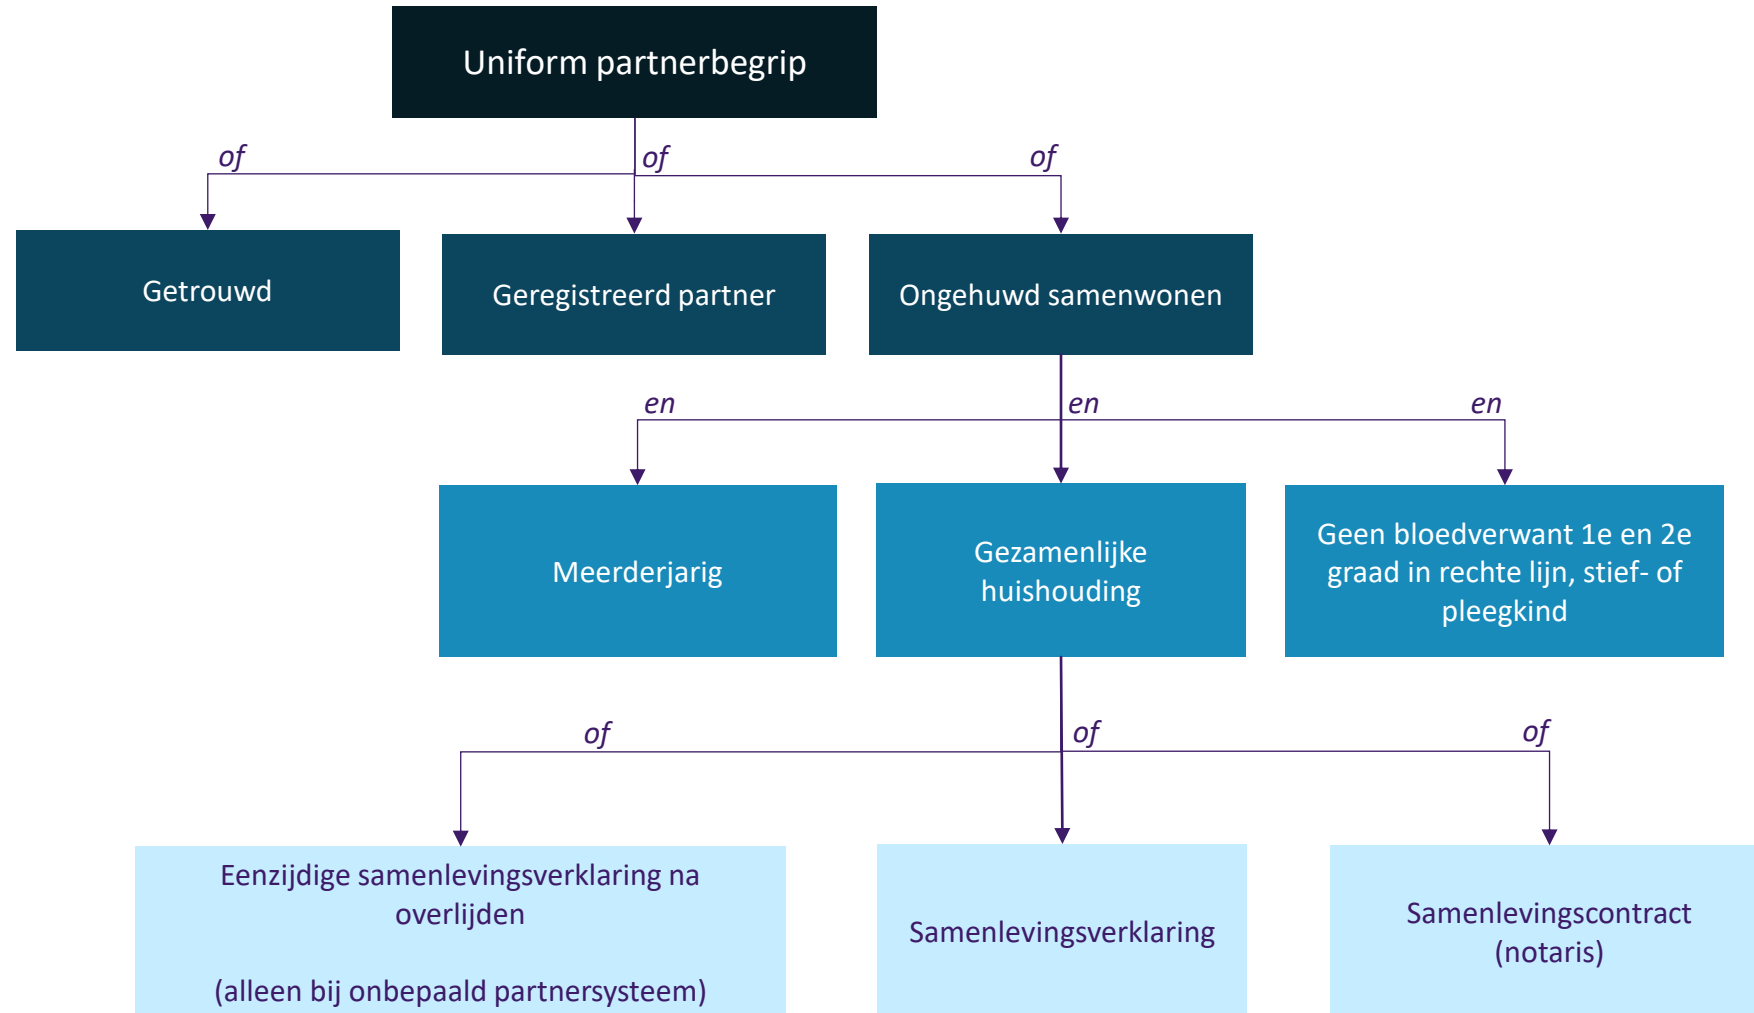 Uniform partnerbegrip
of
of
of
Getrouwd
Geregistreerd partner
Ongehuwd samenwonen
en
en
en
Meerderjarig
Gezamenlijke
huishouding
Geen bloedverwant 1e en 2e
graad in rechte lijn, stief- of
pleegkind
of
of
of
Eenzijdige samenlevingsverklaring na
overlijden
(alleen bij onbepaald partnersysteem)
Samenlevingsverklaring
Samenlevingscontract
(notaris)